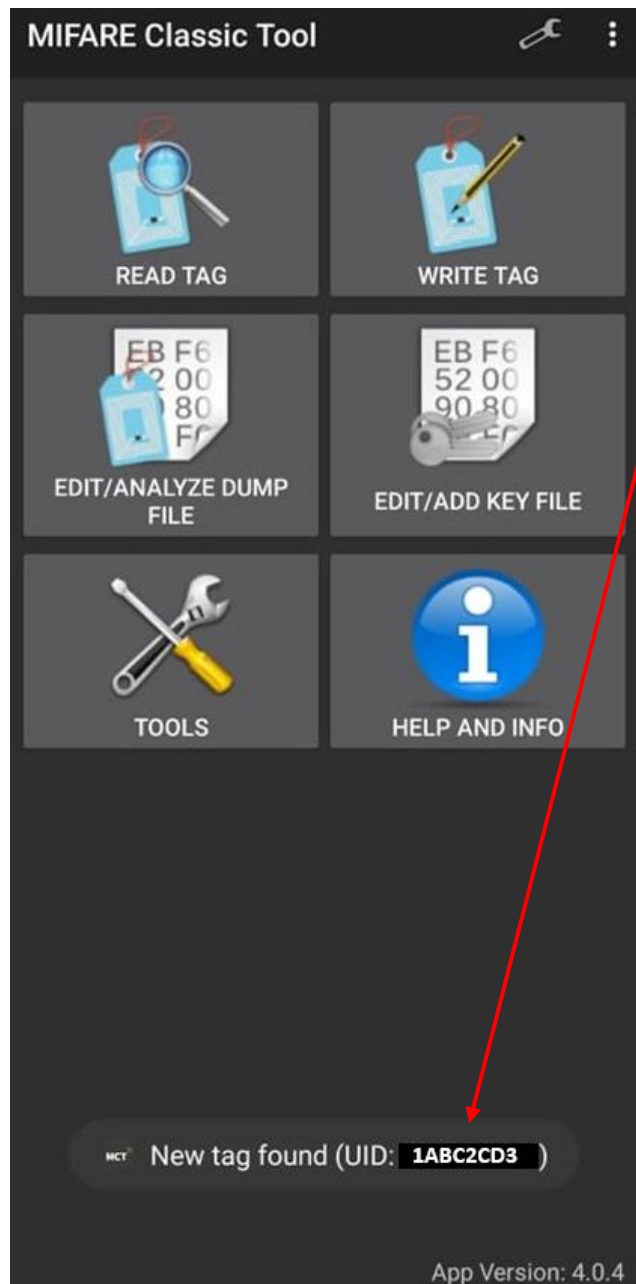 MIFARE Classic Tool
READ TAG
WRITE TAG
EB F6
52 00
80
EB F6
52 00
90 80
EDIT/ANALYZE DUMP
FILE
EDIT/ADD KEY FILE
TOOLS
HELP AND INFO
MCT New tag found (UID: 1ABC2CD3 )
App Version: 4.0.4